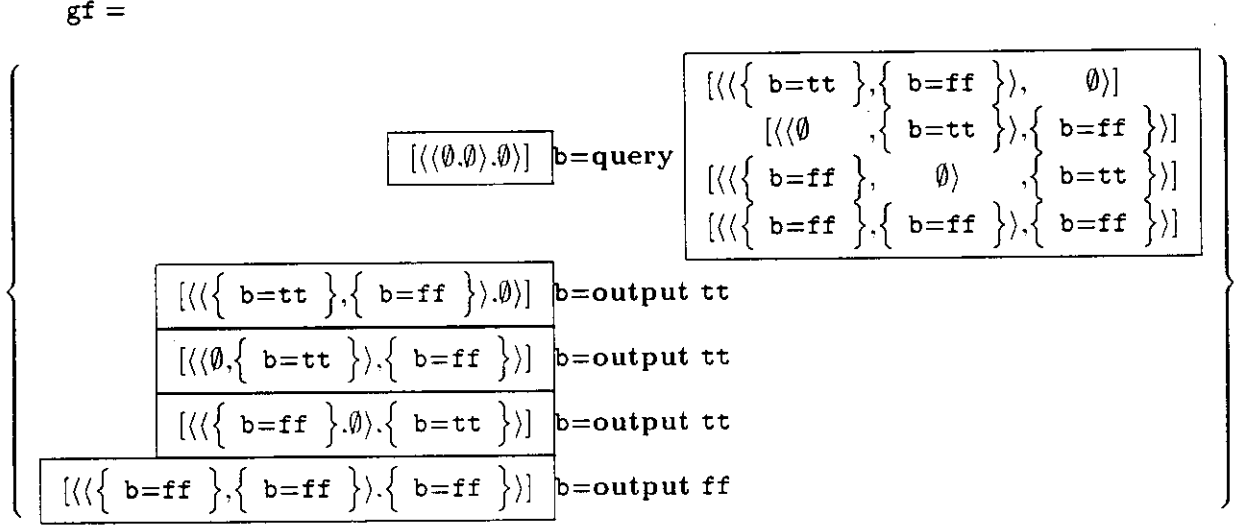 gf =
[⟨⟨{ b=tt },{ b=ff }⟩, ∅⟩]
[⟨⟨∅ ,{ b=tt }⟩,{ b=ff }⟩]
[⟨⟨∅.∅⟩.∅⟩] b=query
[⟨⟨{ b=ff }, ∅⟩ ,{ b=tt }⟩]
[⟨⟨{ b=ff }.{ b=ff }⟩,{ b=ff }⟩]
[⟨⟨{ b=tt },{ b=ff }⟩.∅⟩] b=output tt
[⟨⟨∅,{ b=tt }⟩.{ b=ff }⟩] b=output tt
[⟨⟨{ b=ff }.∅⟩.{ b=tt }⟩] b=output tt
[⟨⟨{ b=ff },{ b=ff }⟩.{ b=ff }⟩] b=output ff